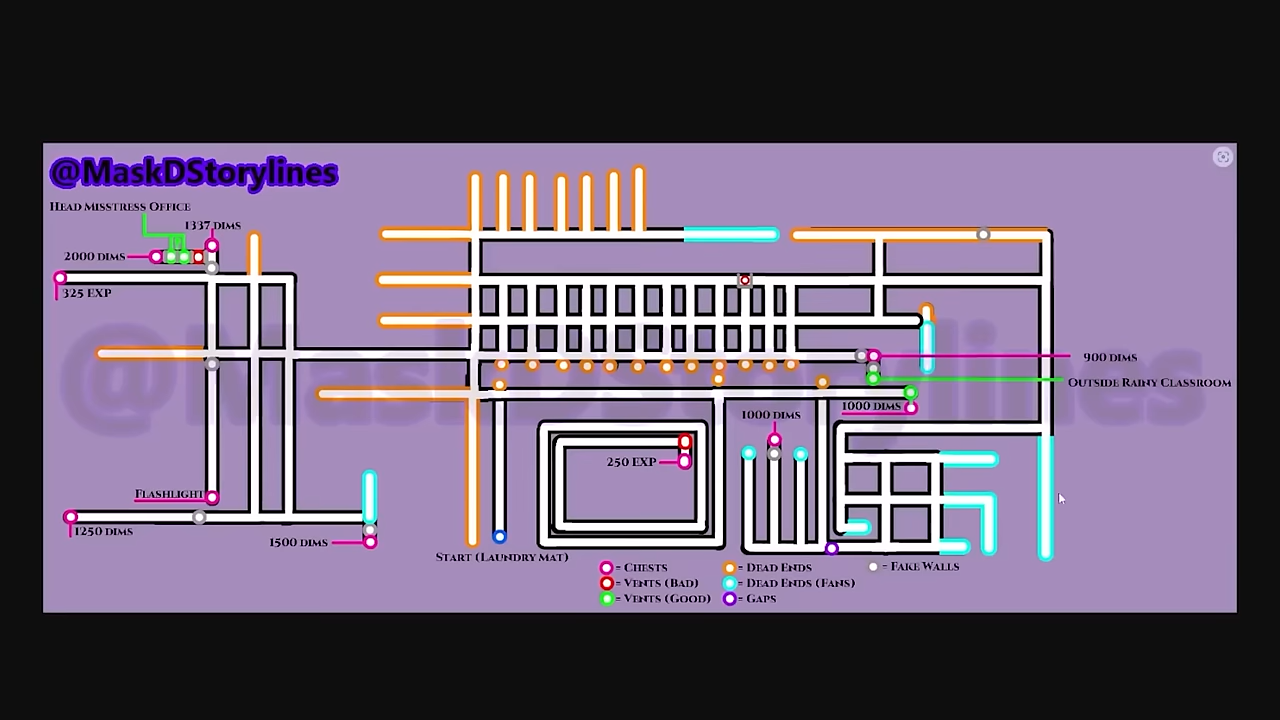 @MaskDStorylines
Head Misstress Office
1337 dims
2000 dims
325 EXP
900 dims
Outside Rainy Classroom
1000 dims
1000 dims
250 EXP
Flashlight
1250 dims
1500 dims
Start (Laundry Mat)
= Chests
= Dead Ends
= Fake Walls
= Vents (Bad)
= Dead Ends (Fans)
= Vents (Good)
= Gaps
@MaskDStorylines